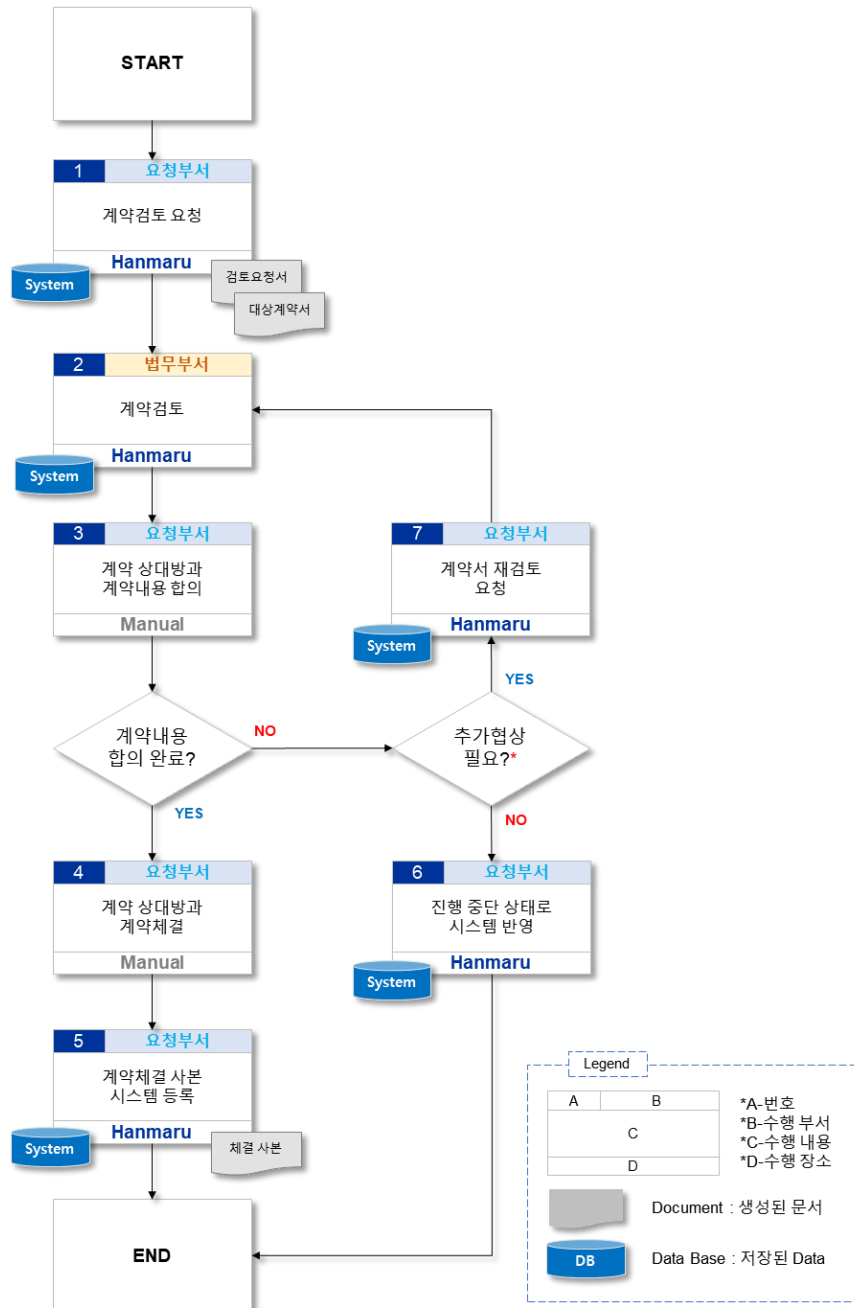 START
1 요청부서
계약검토 요청
Hanmaru
System
검토요청서
대상계약서
2 법무부서
계약검토
Hanmaru
System
3 요청부서
계약 상대방과
계약내용 합의
Manual
7 요청부서
계약서 재검토
요청
Hanmaru
System
YES
계약내용
합의 완료?
NO
추가협상
필요?*
YES
NO
4 요청부서
계약 상대방과
계약체결
Manual
6 요청부서
진행 중단 상태로
시스템 반영
Hanmaru
System
5 요청부서
계약체결 사본
시스템 등록
Hanmaru
System
체결 사본
END
Legend
A B
C
D
*A-번호
*B-수행 부서
*C-수행 내용
*D-수행 장소
Document : 생성된 문서
DB
Data Base : 저장된 Data